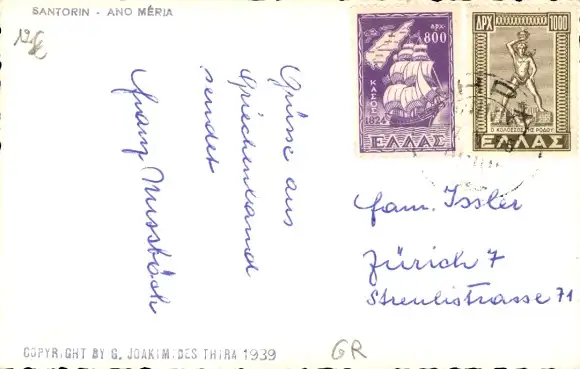 SANTORIN - ANO MÉRIA
Grüsse aus
Griechenland
sendet
Franz
fam. Issler
Zürich 7
Streulistrasse 71
ΔΡΧ 800
ΚΑΣΟΣ
1824
ΕΛΛΑΣ
ΔΡΧ 1000
Ο ΚΟΛΟΣΣΟΣ ΤΗΣ ΡΟΔΟΥ
ΕΛΛΑΣ
COPYRIGHT BY G. JOAKIMIDES THIRA 1939
GR